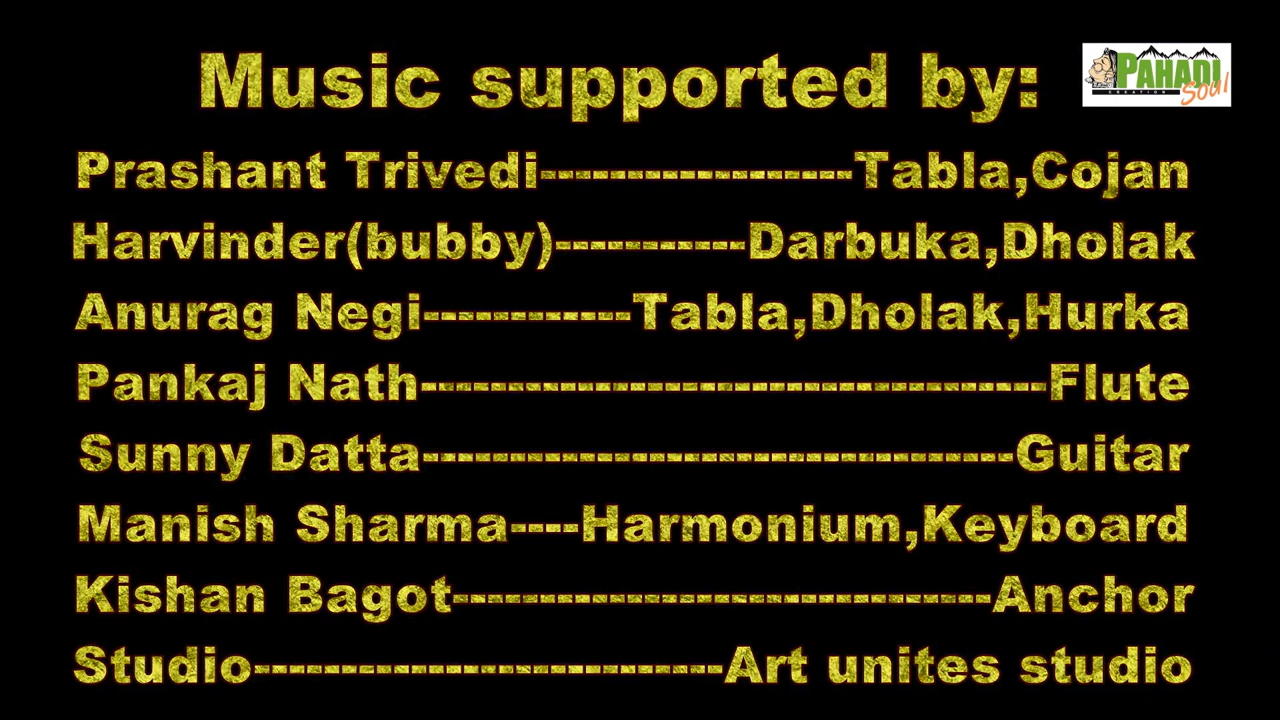 Music supported by:
PAHADI
CREATION
Soul
Prashant Trivedi------------------Tabla,Cojan
Harvinder(bubby)-----------Darbuka,Dholak
Anurag Negi------------Tabla,Dholak,Hurka
Pankaj Nath------------------------------------Flute
Sunny Datta----------------------------------Guitar
Manish Sharma----Harmonium,Keyboard
Kishan Bagot-------------------------------Anchor
Studio---------------------------Art unites studio